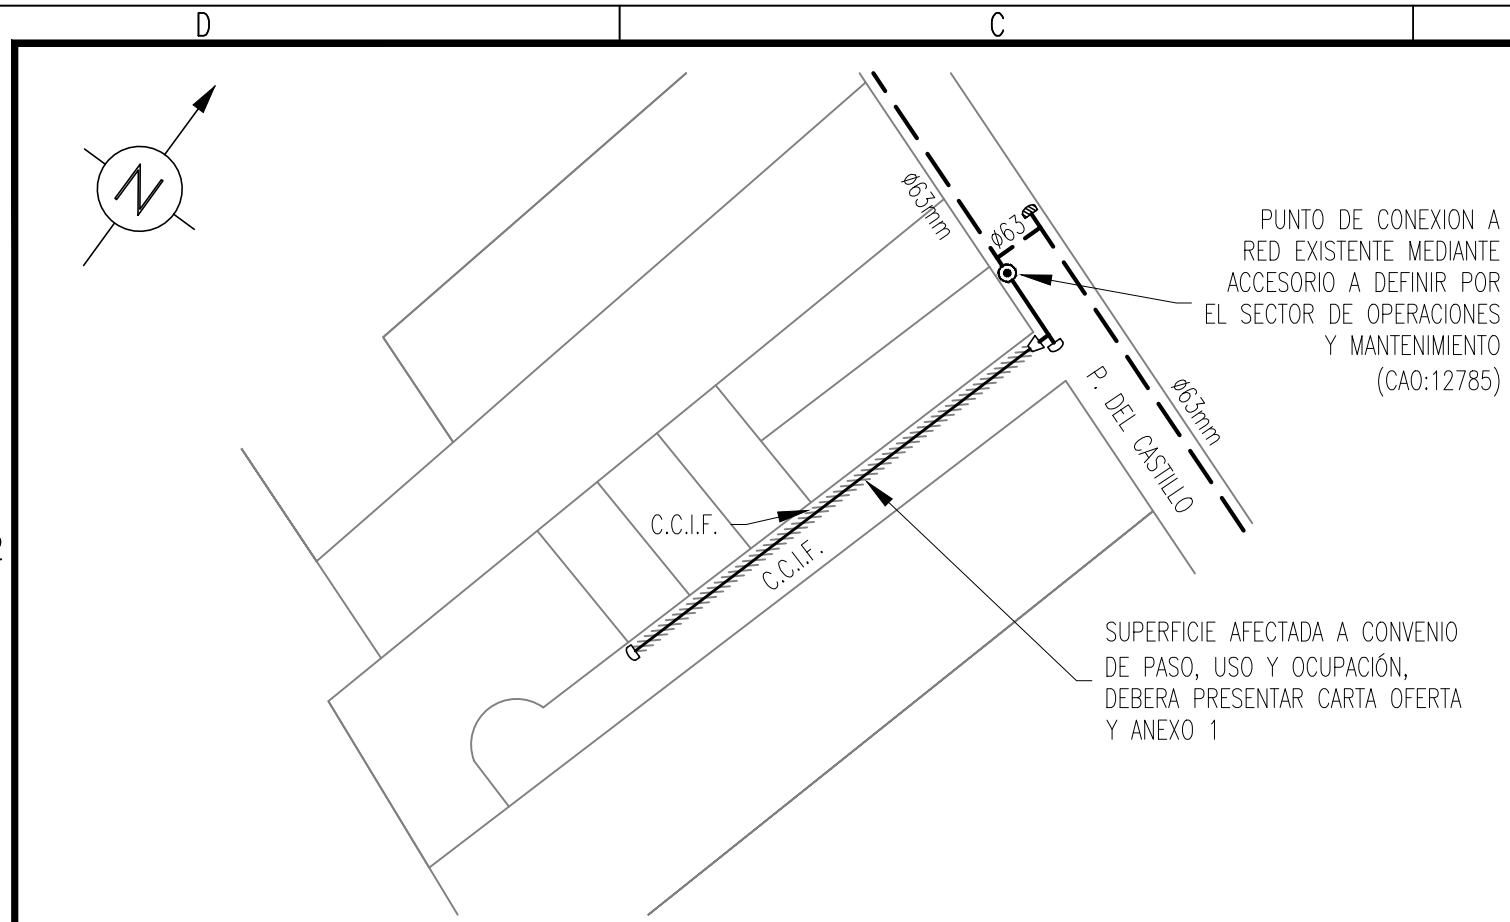 D
C
N
Ø63mm
Ø63
PUNTO DE CONEXION A
RED EXISTENTE MEDIANTE
ACCESORIO A DEFINIR POR
EL SECTOR DE OPERACIONES
Y MANTENIMIENTO
(CAO:12785)
Ø63mm
P. DEL CASTILLO
C.C.I.F.
C.C.I.F.
SUPERFICIE AFECTADA A CONVENIO
DE PASO, USO Y OCUPACIÓN,
DEBERA PRESENTAR CARTA OFERTA
Y ANEXO 1